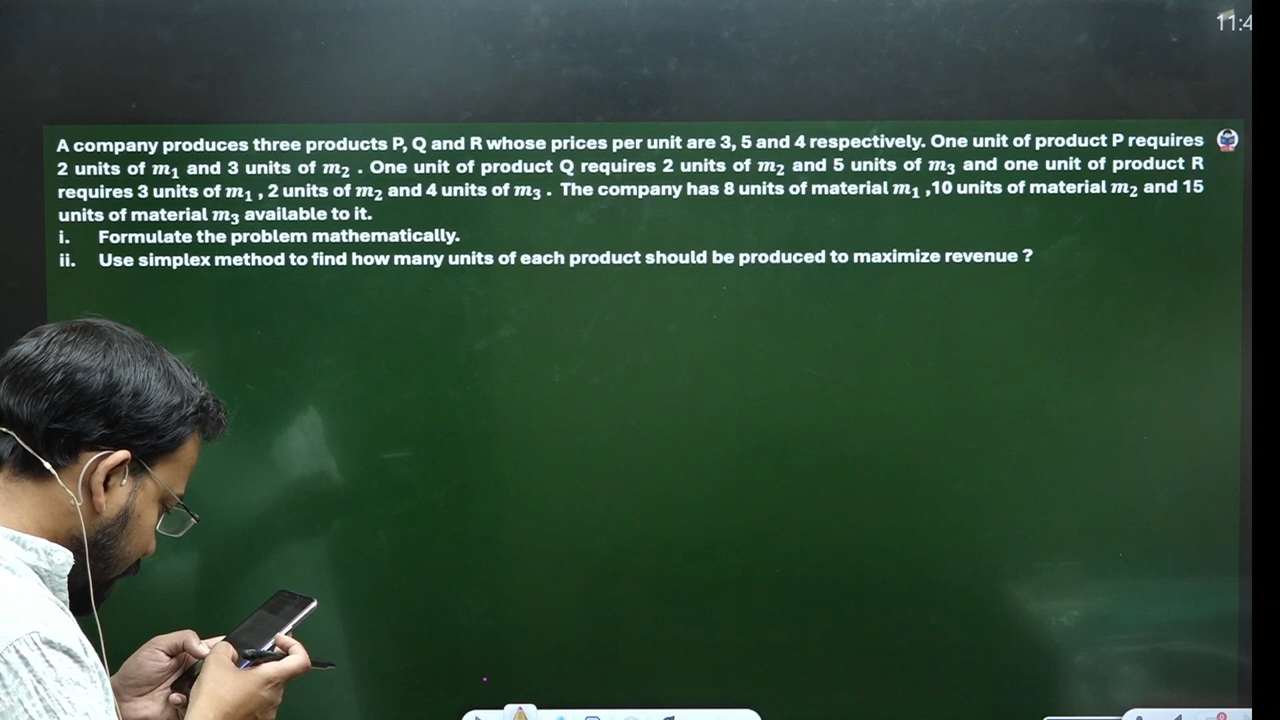 11:4
A company produces three products P, Q and R whose prices per unit are 3, 5 and 4 respectively. One unit of product P requires
2 units of m₁ and 3 units of m₂ . One unit of product Q requires 2 units of m₂ and 5 units of m₃ and one unit of product R
requires 3 units of m₁ , 2 units of m₂ and 4 units of m₃ . The company has 8 units of material m₁ ,10 units of material m₂ and 15
units of material m₃ available to it.
i. Formulate the problem mathematically.
ii. Use simplex method to find how many units of each product should be produced to maximize revenue ?